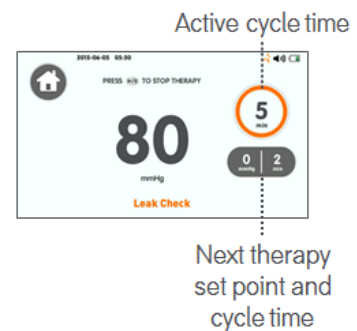 Active cycle time
2015-06-05 05:50
PRESS ▶/॥ TO STOP THERAPY
5
min
80
mmHg
0 mmHg 2 min
Leak Check
Next therapy
set point and
cycle time